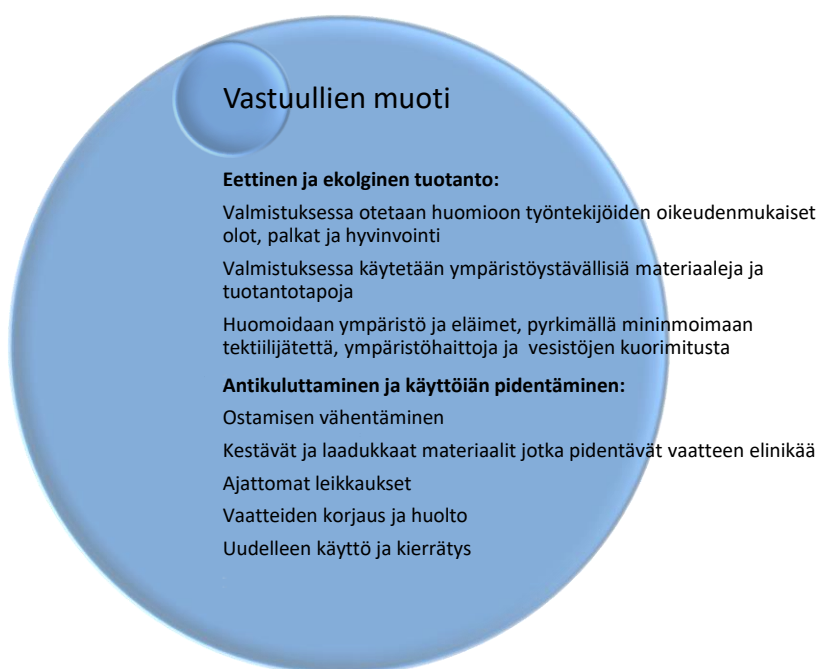 Vastuullien muoti
Eettinen ja ekolginen tuotanto:
Valmistuksessa otetaan huomioon työntekijöiden oikeudenmukaiset
olot, palkat ja hyvinvointi
Valmistuksessa käytetään ympäristöystävällisiä materiaaleja ja
tuotantotapoja
Huomoidaan ympäristö ja eläimet, pyrkimällä mininmoimaan
tektiilijätettä, ympäristöhaittoja ja vesistöjen kuorimitusta
Antikuluttaminen ja käyttöiän pidentäminen:
Ostamisen vähentäminen
Kestävät ja laadukkaat materiaalit jotka pidentävät vaatteen elinikää
Ajattomat leikkaukset
Vaatteiden korjaus ja huolto
Uudelleen käyttö ja kierrätys